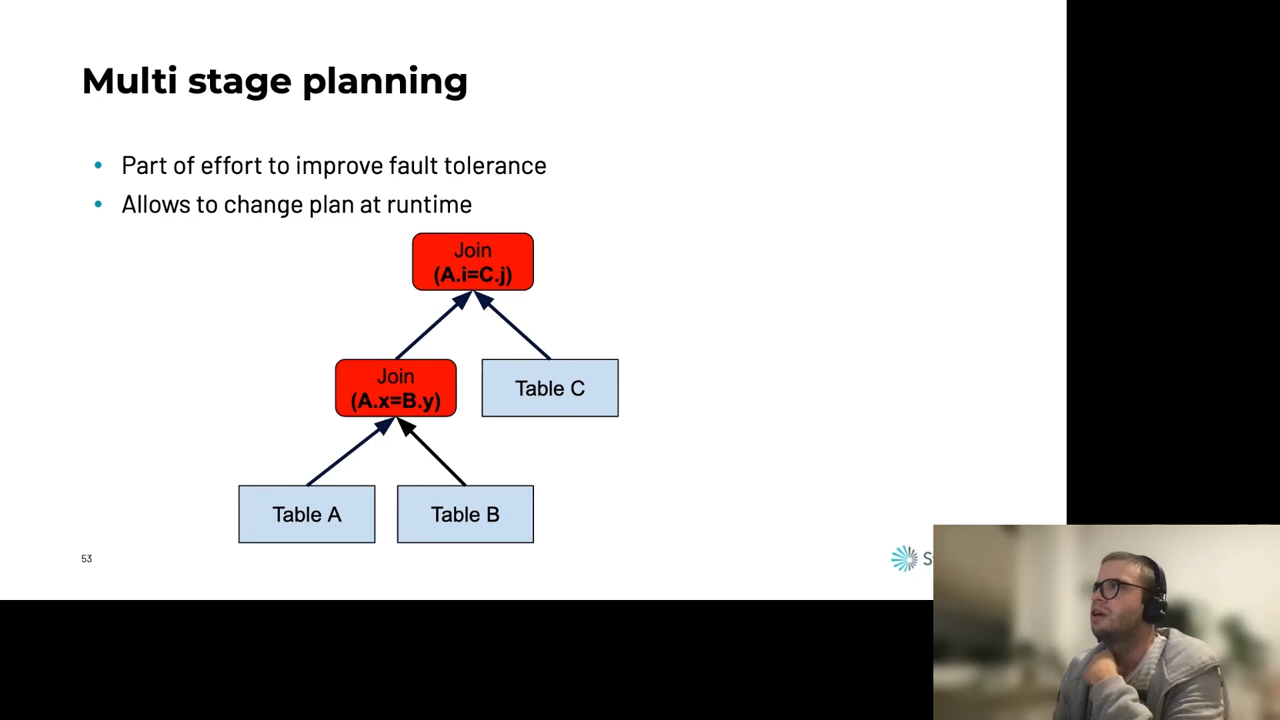 Multi stage planning
• Part of effort to improve fault tolerance
• Allows to change plan at runtime
Join
(A.i=C.j)
Join
(A.x=B.y)
Table C
Table A
Table B
53